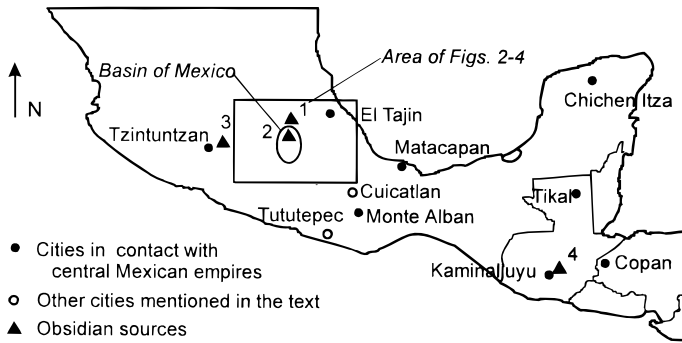 Basin of Mexico
Area of Figs. 2-4
N
1
2
3
Tzintuntzan
El Tajin
Chichen Itza
Matacapan
Cuicatlan
Tikal
Tututepec
Monte Alban
4
Kaminalluyu
Copan
Cities in contact with
central Mexican empires
Other cities mentioned in the text
Obsidian sources